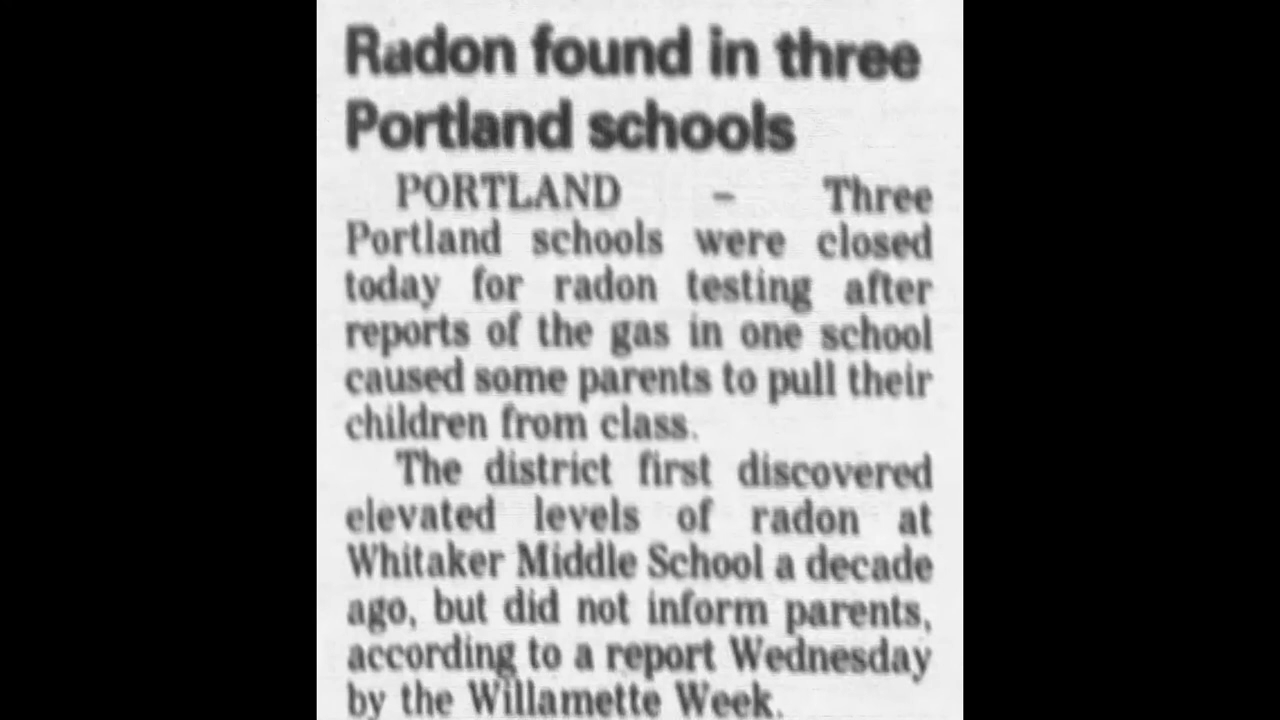 Radon found in three
Portland schools
PORTLAND – Three
Portland schools were closed
today for radon testing after
reports of the gas in one school
caused some parents to pull their
children from class.
The district first discovered
elevated levels of radon at
Whitaker Middle School a decade
ago, but did not inform parents,
according to a report Wednesday
by the Willamette Week.